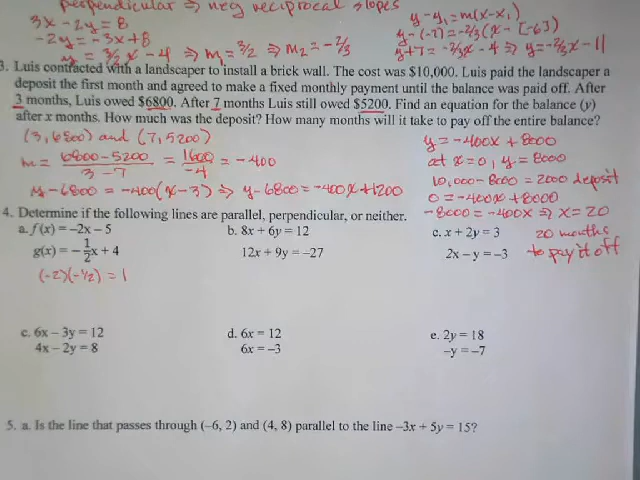 perpendicular ⇒ neg reciprocal slopes
3x - 2y = 8
-2y = -3x + 8
y = 3/2 x - 4 ⇒ m₁ = 3/2 ⇒ m₂ = -2/3
y - y₁ = m(x - x₁)
y - (-7) = -2/3(x - [-6])
y + 7 = -2/3x - 4 ⇒ y = -2/3x - 11
3. Luis contracted with a landscaper to install a brick wall. The cost was $10,000. Luis paid the landscaper a
deposit the first month and agreed to make a fixed monthly payment until the balance was paid off. After
3 months, Luis owed $6800. After 7 months Luis still owed $5200. Find an equation for the balance (y)
after x months. How much was the deposit? How many months will it take to pay off the entire balance?
(3, 6800) and (7, 5200)
m = 6800-5200 / 3-7 = 1600 / -4 = -400
y - 6800 = -400(x - 3) ⇒ y - 6800 = -400x + 1200
y = -400x + 8000
at x = 0, y = 8000
10,000 - 8000 = 2000 deposit
0 = -400x + 8000
-8000 = -400x ⇒ x = 20
20 months
to pay it off
4. Determine if the following lines are parallel, perpendicular, or neither.
a. f(x) = -2x - 5
g(x) = -1/2x + 4
(-2)(-1/2) = 1
b. 8x + 6y = 12
12x + 9y = -27
c. x + 2y = 3
2x - y = -3
c. 6x - 3y = 12
4x - 2y = 8
d. 6x = 12
6x = -3
e. 2y = 18
-y = -7
5. a. Is the line that passes through (-6, 2) and (4, 8) parallel to the line -3x + 5y = 15?